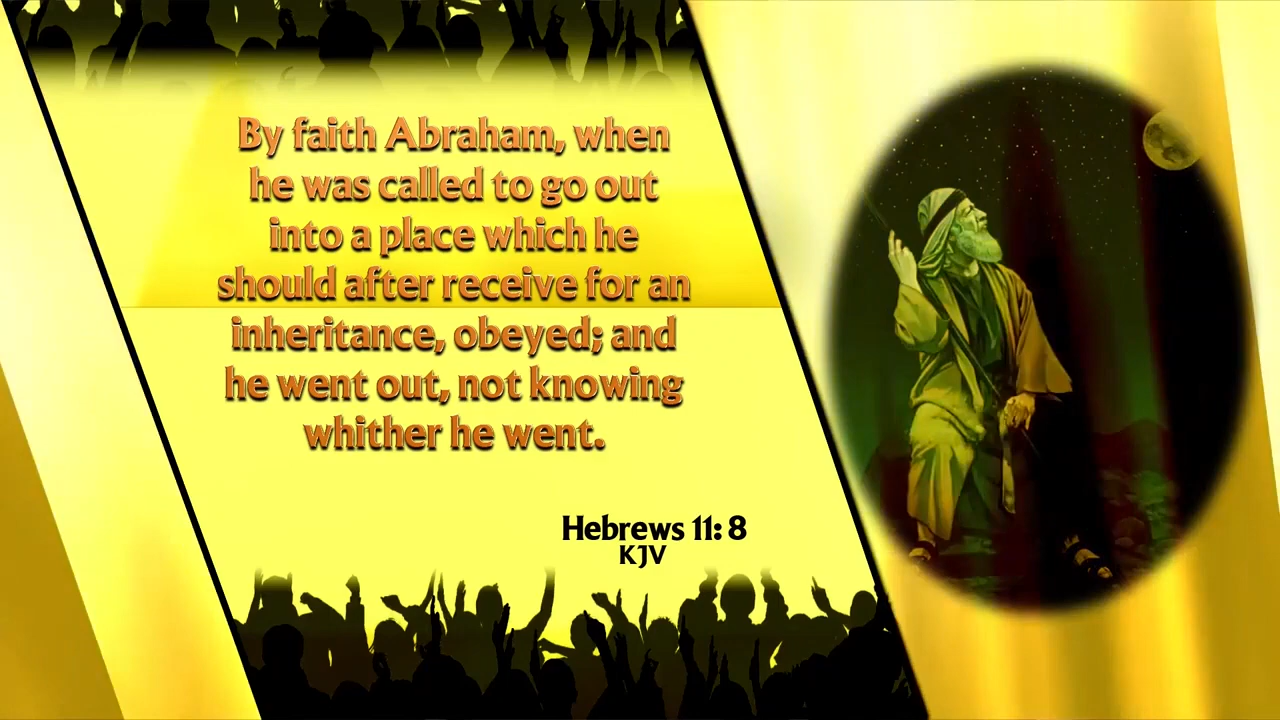 By faith Abraham, when
he was called to go out
into a place which he
should after receive for an
inheritance, obeyed; and
he went out, not knowing
whither he went.
Hebrews 11: 8
KJV